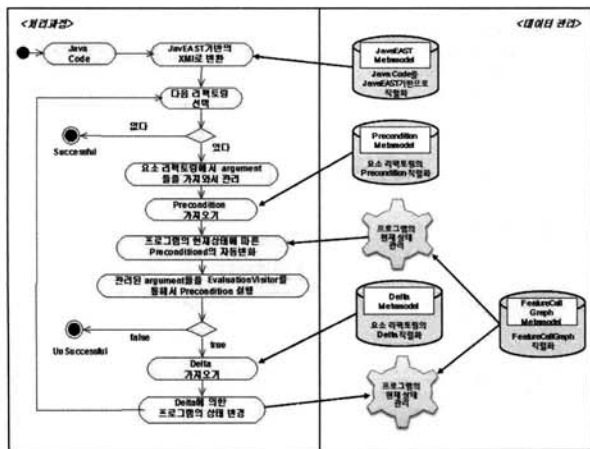 <처리과정>
<데이터 관리>
Java
Code
JavEAST기반의
XMI로 변환
다음 리팩토링
선택
없다
있다
Successful
요소 리팩토링에서 argument
들을 가져와서 관리
Precondition
가져오기
프로그램의 현재상태에 따른
Precondition의 자동변화
관리된 argument들을 EvaluationVisitor를
통해서 Precondition 실행
false
true
UnSuccessful
Delta
가져오기
Delta에 의한
프로그램의 상태 변경
JavaEAST
Metamodel
Java Code를
JavaEAST기반으로
직렬화
Precondition
Metamodel
요소 리팩토링의
Precondition 직렬화
프로그램의
현재 상태
관리
Delta
Metamodel
요소 리팩토링의
Delta 직렬화
FeatureCall
Graph
Metamodel
FeatureCallGraph
직렬화
프로그램의
현재 상태
관리